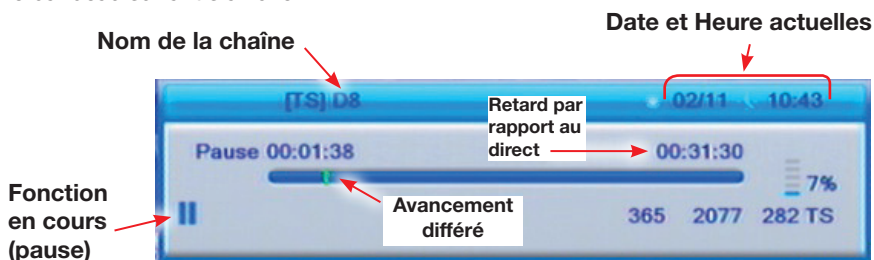 Date et Heure actuelles
Nom de la chaîne
[TS] D8
02/11
10:43
Retard par
rapport au
direct
Pause 00:01:38
00:31:30
7%
Fonction
en cours
(pause)
Avancement
différé
365 2077 282 TS